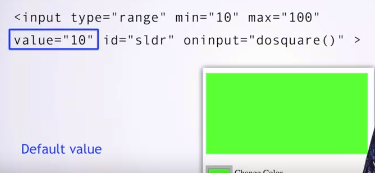 <input type="range" min="10" max="100"
value="10" id="sldr" oninput="dosquare()" >
Default value
Change Color